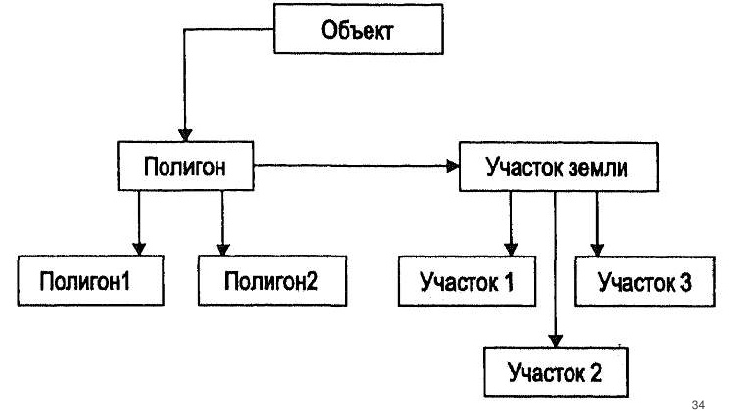 Объект
Полигон
Участок земли
Полигон1
Полигон2
Участок 1
Участок 3
Участок 2
34